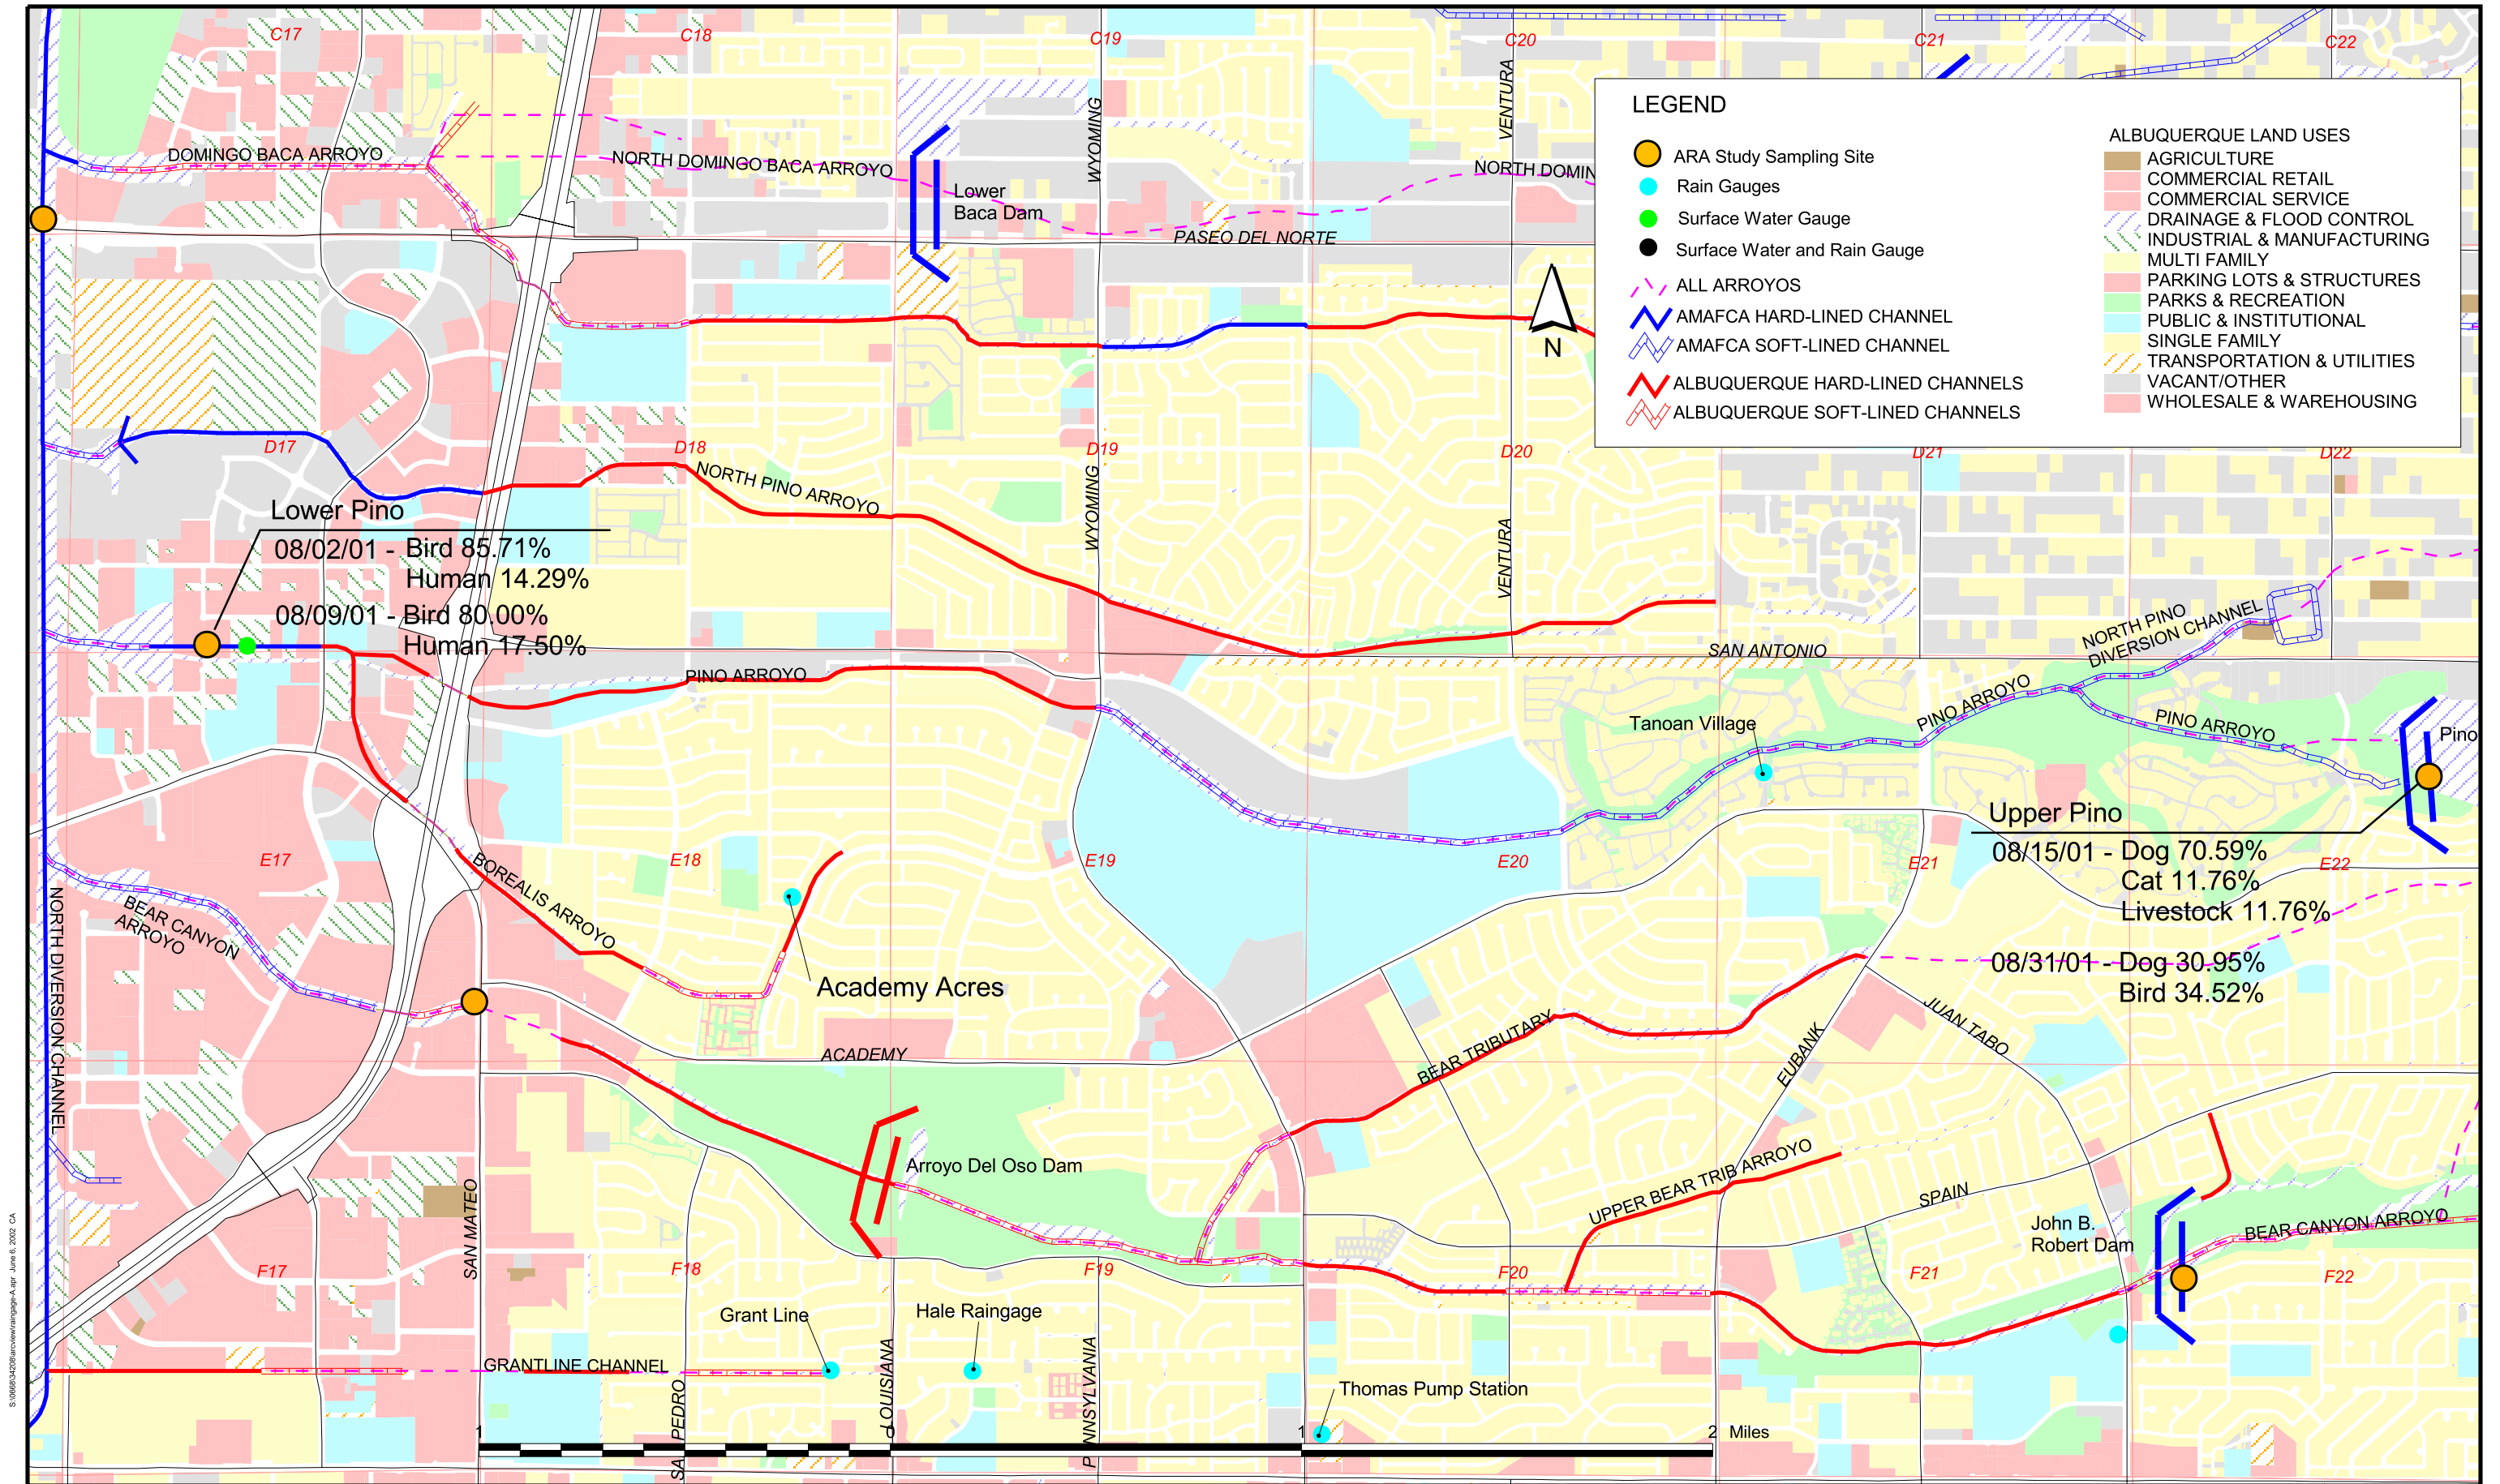 C17
C18
C19
C20
C21
C22
DOMINGO BACA ARROYO
NORTH DOMINGO BACA ARROYO
NORTH DOMIN
Lower
Baca Dam
WYOMING
VENTURA
PASEO DEL NORTE
N
LEGEND
ARA Study Sampling Site
Rain Gauges
Surface Water Gauge
Surface Water and Rain Gauge
ALL ARROYOS
AMAFCA HARD-LINED CHANNEL
AMAFCA SOFT-LINED CHANNEL
ALBUQUERQUE HARD-LINED CHANNELS
ALBUQUERQUE SOFT-LINED CHANNELS
ALBUQUERQUE LAND USES
AGRICULTURE
COMMERCIAL RETAIL
COMMERCIAL SERVICE
DRAINAGE & FLOOD CONTROL
INDUSTRIAL & MANUFACTURING
MULTI FAMILY
PARKING LOTS & STRUCTURES
PARKS & RECREATION
PUBLIC & INSTITUTIONAL
SINGLE FAMILY
TRANSPORTATION & UTILITIES
VACANT/OTHER
WHOLESALE & WAREHOUSING
D17
D18
D19
D20
D21
D22
NORTH PINO ARROYO
WYOMING
VENTURA
Lower Pino
08/02/01 - Bird 85.71%
Human 14.29%
08/09/01 - Bird 80.00%
Human 17.50%
PINO ARROYO
SAN ANTONIO
NORTH PINO
DIVERSION CHANNEL
PINO ARROYO
PINO ARROYO
Tanoan Village
Pino
Upper Pino
08/15/01 - Dog 70.59%
Cat 11.76%
Livestock 11.76%
08/31/01 - Dog 30.95%
Bird 34.52%
E17
E18
E19
E20
E21
E22
NORTH DIVERSION CHANNEL
BEAR CANYON
ARROYO
BOREALIS ARROYO
Academy Acres
ACADEMY
BEAR TRIBUTARY
EUBANK
JUAN TABO
Arroyo Del Oso Dam
UPPER BEAR TRIB ARROYO
SPAIN
John B.
Robert Dam
BEAR CANYON ARROYO
SAN MATEO
F17
F18
F19
F20
F21
F22
Grant Line
Hale Raingage
GRANTLINE CHANNEL
SAN PEDRO
LOUISIANA
PENNSYLVANIA
Thomas Pump Station
1
0
1
2 Miles